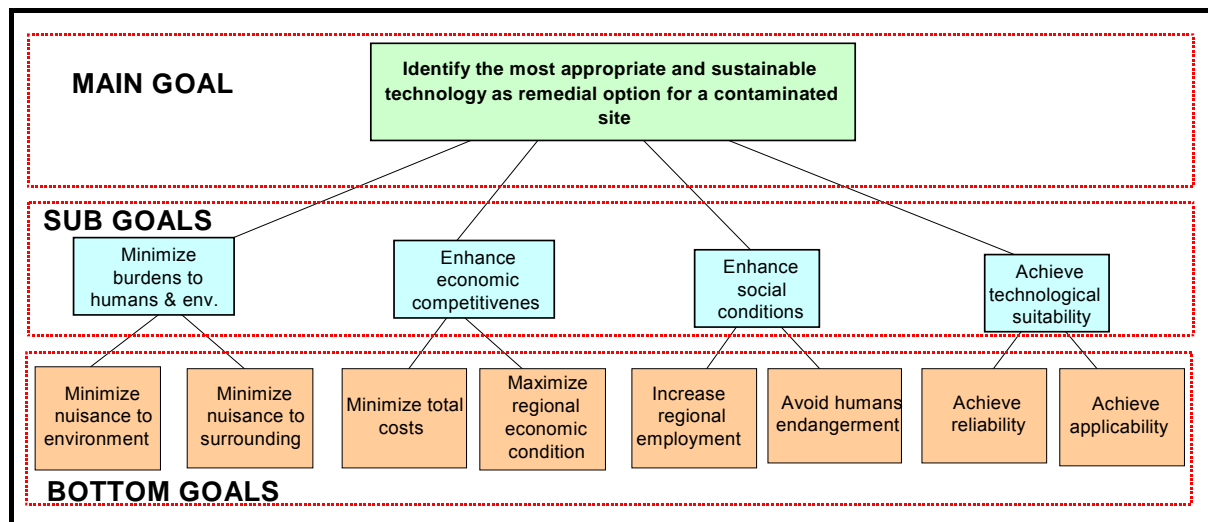 MAIN GOAL
Identify the most appropriate and sustainable
technology as remedial option for a contaminated
site
SUB GOALS
Minimize
burdens to
humans & env.
Enhance
economic
competitivenes
Enhance
social
conditions
Achieve
technological
suitability
Minimize
nuisance to
environment
Minimize
nuisance to
surrounding
Minimize total
costs
Maximize
regional
economic
condition
Increase
regional
employment
Avoid humans
endangerment
Achieve
reliability
Achieve
applicability
BOTTOM GOALS